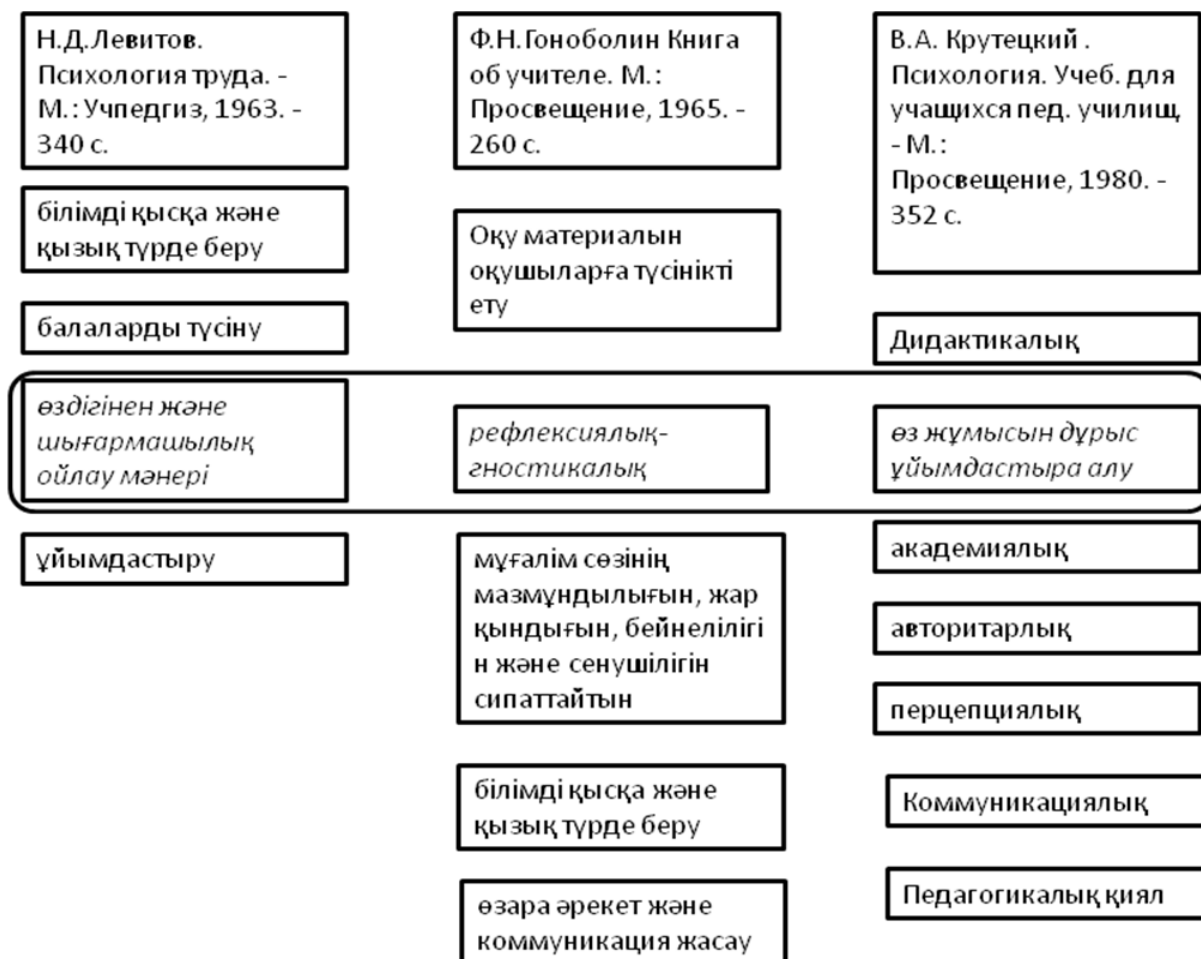 Н.Д.Левитов.
Психология труда. -
М.: Учпедгиз, 1963. -
340 с.
білімді қысқа және
қызық түрде беру
балаларды түсіну
өздігінен және
шығармашылық
ойлау мәнері
ұйымдастыру
Ф.Н.Гоноболин Книга
об учителе. М.:
Просвещение, 1965. -
260 с.
Оқу материалын
оқушыларға түсінікті
ету
рефлексиялық-
гностикалық
мұғалім сөзінің
мазмұндылығын, жар
қындығын, бейнелілігі
н және сенушілігін
сипаттайтын
білімді қысқа және
қызық түрде беру
өзара әрекет және
коммуникация жасау
В.А. Крутецкий .
Психология. Учеб. для
учащихся пед. училищ
- М.:
Просвещение, 1980. -
352 с.
Дидактикалық
өз жұмысын дұрыс
ұйымдастыра алу
академиялық
авторитарлық
перцепциялық
Коммуникациялық
Педагогикалық қиял